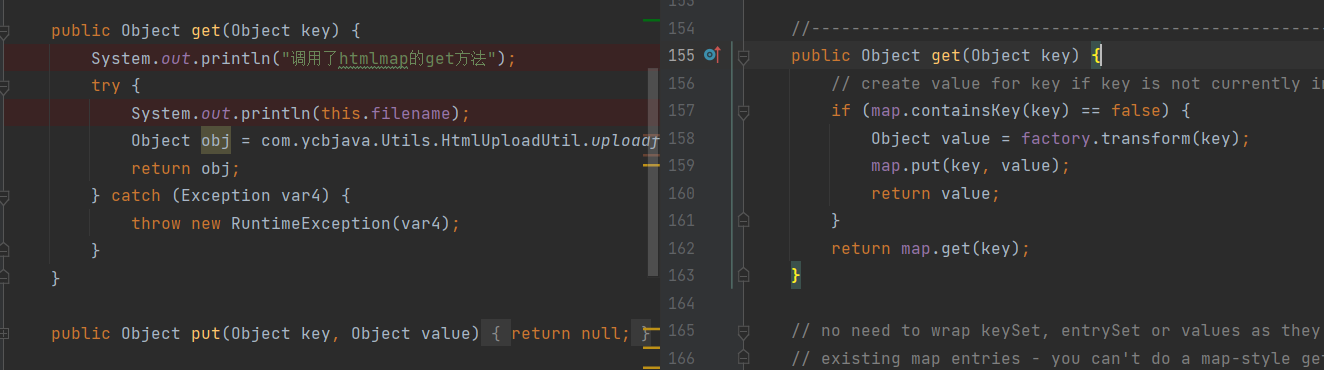 public Object get(Object key) {
System.out.println("调用了htmlmap的get方法");
try {
System.out.println(this.filename);
Object obj = com.ycbjava.Utils.HtmlUploadUtil.uploadf
return obj;
} catch (Exception var4) {
throw new RuntimeException(var4);
}
}
public Object put(Object key, Object value) { return null; }
154 //------------------------------------------------
155 public Object get(Object key) {
156 // create value for key if key is not currently in
157 if (map.containsKey(key) == false) {
158 Object value = factory.transform(key);
159 map.put(key, value);
160 return value;
161 }
162 return map.get(key);
163 }
164
165 // no need to wrap keySet, entrySet or values as they
166 // existing map entries - you can't do a map-style get